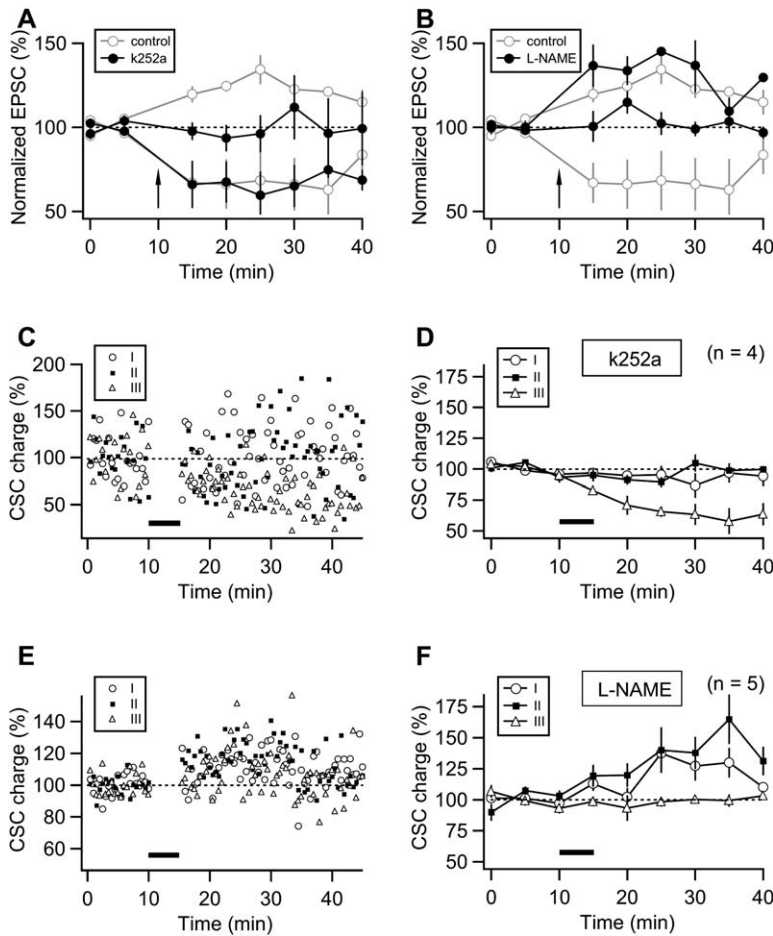 A
control
k252a
Normalized EPSC (%)
150
100
50
0 10 20 30 40
Time (min)
B
control
L-NAME
Normalized EPSC (%)
150
100
50
0 10 20 30 40
Time (min)
C
I
II
III
CSC charge (%)
200
150
100
50
0 10 20 30 40
Time (min)
D
I
II
III
k252a
(n = 4)
CSC charge (%)
175
150
125
100
75
50
0 10 20 30 40
Time (min)
E
I
II
III
CSC charge (%)
140
120
100
80
60
0 10 20 30 40
Time (min)
F
I
II
III
L-NAME
(n = 5)
CSC charge (%)
175
150
125
100
75
50
0 10 20 30 40
Time (min)